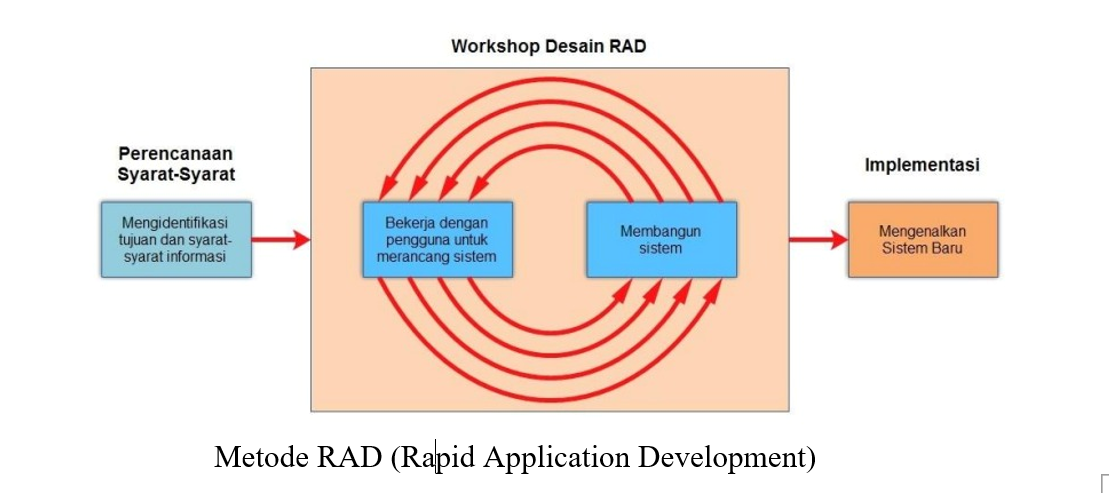 Workshop Desain RAD
Perencanaan
Syarat-Syarat
Mengidentifikasi
tujuan dan syarat-
syarat informasi
Bekerja dengan
pengguna untuk
merancang sistem
Membangun
sistem
Implementasi
Mengenalkan
Sistem Baru
Metode RAD (Rapid Application Development)